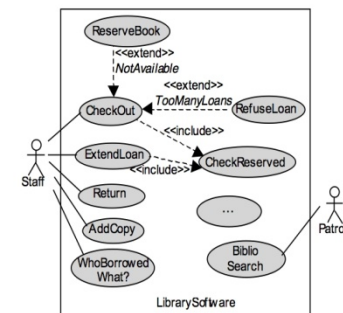 ReserveBook
<<extend>>
NotAvailable
<<extend>>
TooManyLoans
CheckOut
RefuseLoan
<<include>>
ExtendLoan
CheckReserved
<<include>>
Staff
Return
...
AddCopy
Patro
WhoBorrowed
What?
Biblio
Search
LibrarySoftware